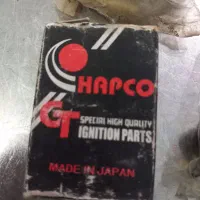 HAPCO
GT SPECIAL HIGH QUALITY
IGNITION PARTS
MADE IN JAPAN